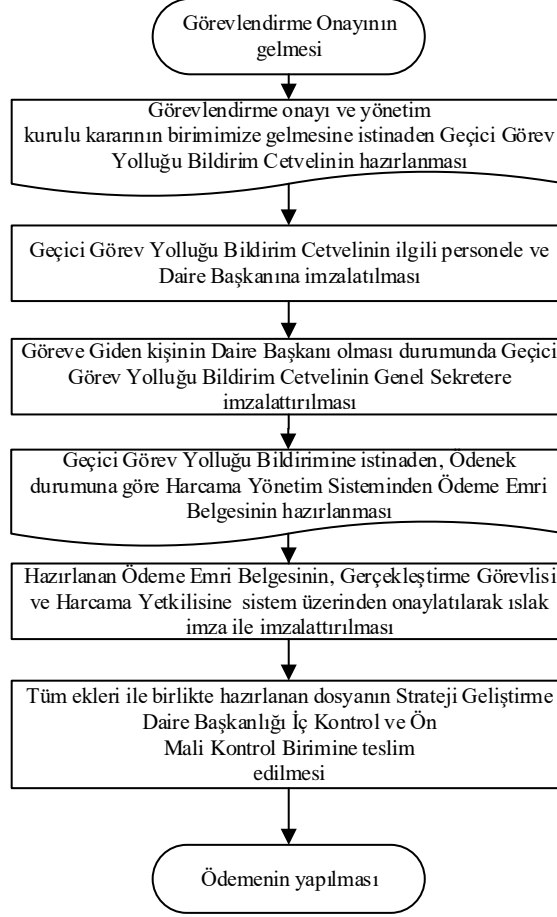 Görevlendirme Onayının
gelmesi
Görevlendirme onayı ve yönetim
kurulu kararının birimimize gelmesine istinaden Geçici Görev
Yolluğu Bildirim Cetvelinin hazırlanması
Geçici Görev Yolluğu Bildirim Cetvelinin ilgili personele ve
Daire Başkanına imzalatılması
Göreve Giden kişinin Daire Başkanı olması durumunda Geçici
Görev Yolluğu Bildirim Cetvelinin Genel Sekretere
imzalattırılması
Geçici Görev Yolluğu Bildirimine istinaden, Ödenek
durumuna göre Harcama Yönetim Sisteminden Ödeme Emri
Belgesinin hazırlanması
Hazırlanan Ödeme Emri Belgesinin, Gerçekleştirme Görevlisi
ve Harcama Yetkilisine sistem üzerinden onaylatılarak ıslak
imza ile imzalattırılması
Tüm ekleri ile birlikte hazırlanan dosyanın Strateji Geliştirme
Daire Başkanlığı İç Kontrol ve Ön
Mali Kontrol Birimine teslim
edilmesi
Ödemenin yapılması